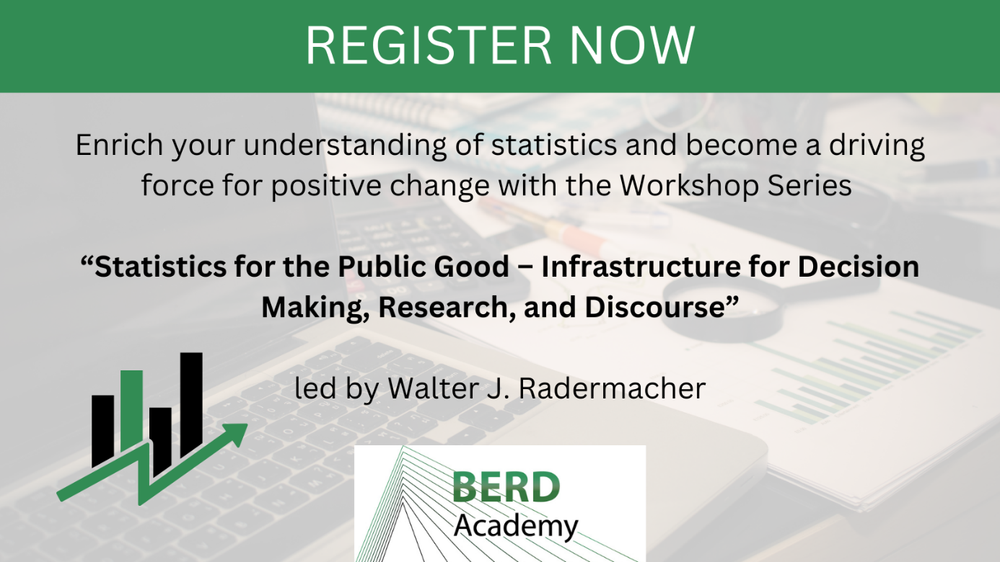 REGISTER NOW
Enrich your understanding of statistics and become a driving
force for positive change with the Workshop Series
“Statistics for the Public Good – Infrastructure for Decision
Making, Research, and Discourse”
led by Walter J. Radermacher
BERD
Academy